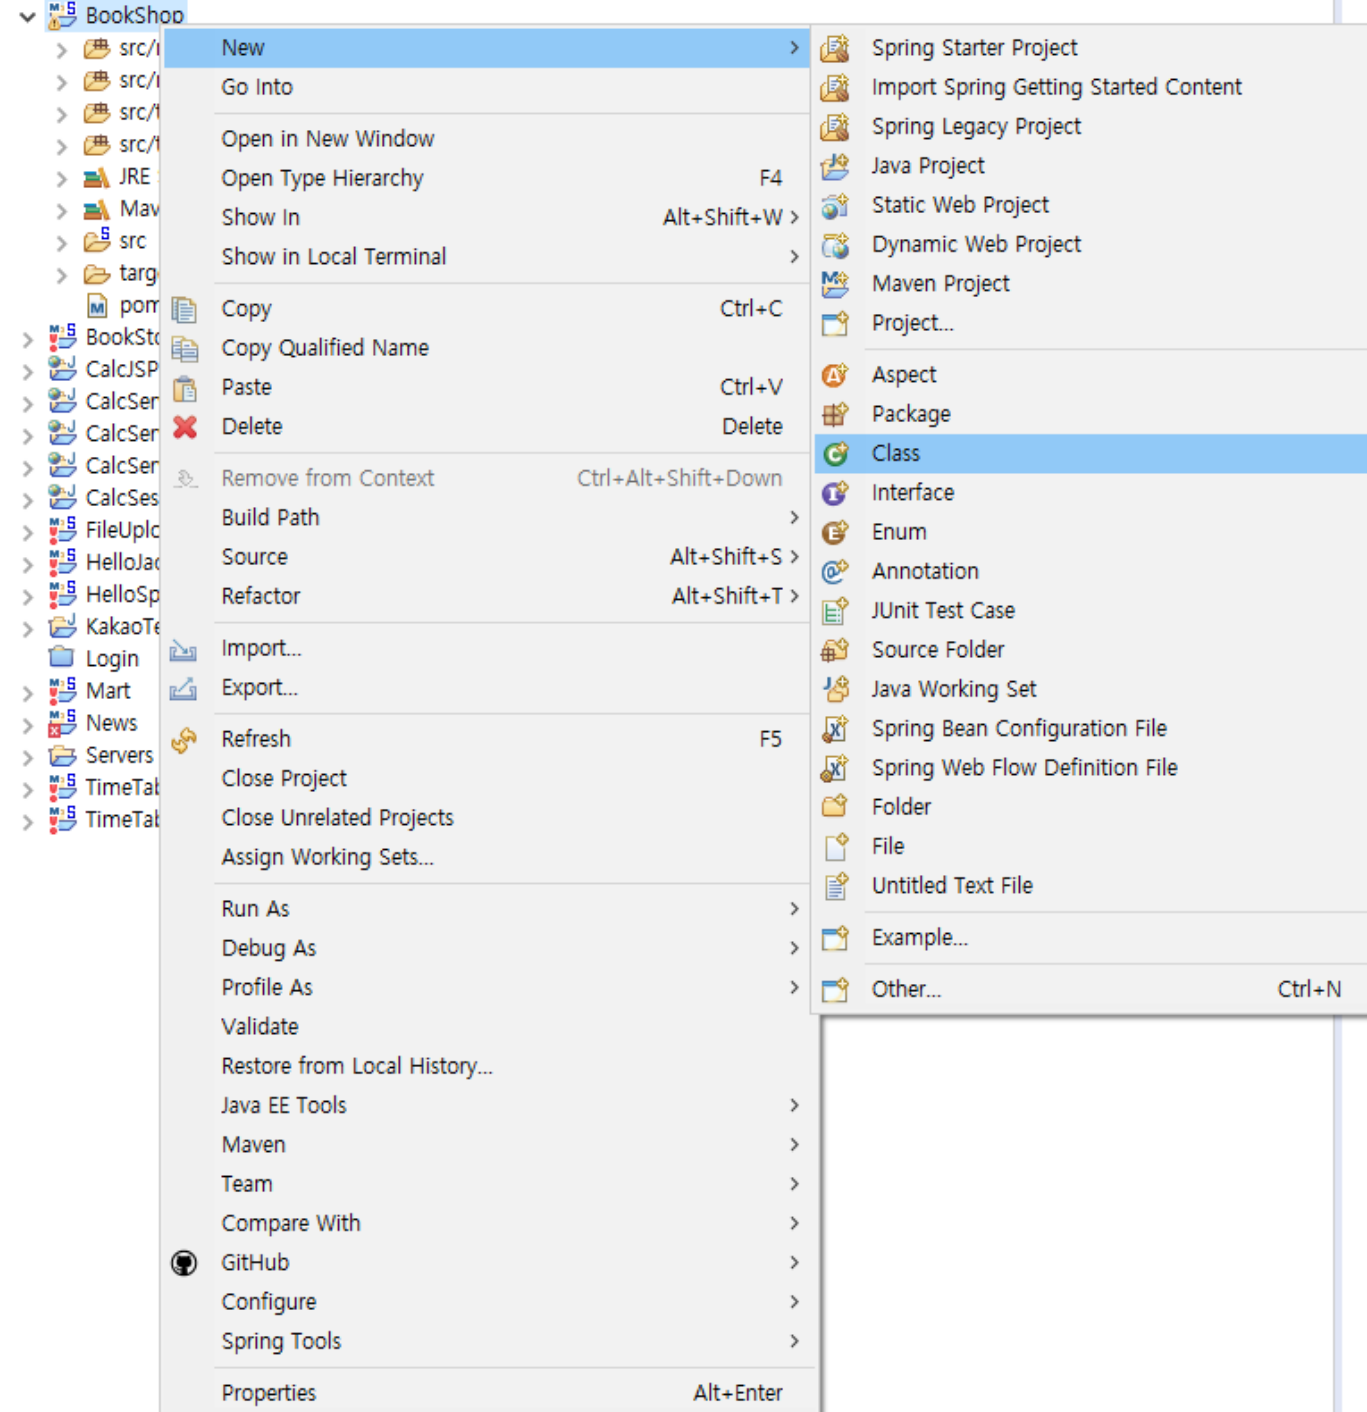 BookShop
src/
src/
src/t
src/t
JRE
Mav
src
targ
pom
BookSto
CalcJSP
CalcSer
CalcSer
CalcSer
CalcSes
FileUplo
HelloJac
HelloSp
KakaoTe
Login
Mart
News
Servers
TimeTab
TimeTab
New
Go Into
Open in New Window
Open Type Hierarchy F4
Show In Alt+Shift+W >
Show in Local Terminal
Copy Ctrl+C
Copy Qualified Name
Paste Ctrl+V
Delete Delete
Remove from Context Ctrl+Alt+Shift+Down
Build Path
Source Alt+Shift+S >
Refactor Alt+Shift+T >
Import...
Export...
Refresh F5
Close Project
Close Unrelated Projects
Assign Working Sets...
Run As
Debug As
Profile As
Validate
Restore from Local History...
Java EE Tools
Maven
Team
Compare With
GitHub
Configure
Spring Tools
Properties Alt+Enter
Spring Starter Project
Import Spring Getting Started Content
Spring Legacy Project
Java Project
Static Web Project
Dynamic Web Project
Maven Project
Project...
Aspect
Package
Class
Interface
Enum
Annotation
JUnit Test Case
Source Folder
Java Working Set
Spring Bean Configuration File
Spring Web Flow Definition File
Folder
File
Untitled Text File
Example...
Other... Ctrl+N